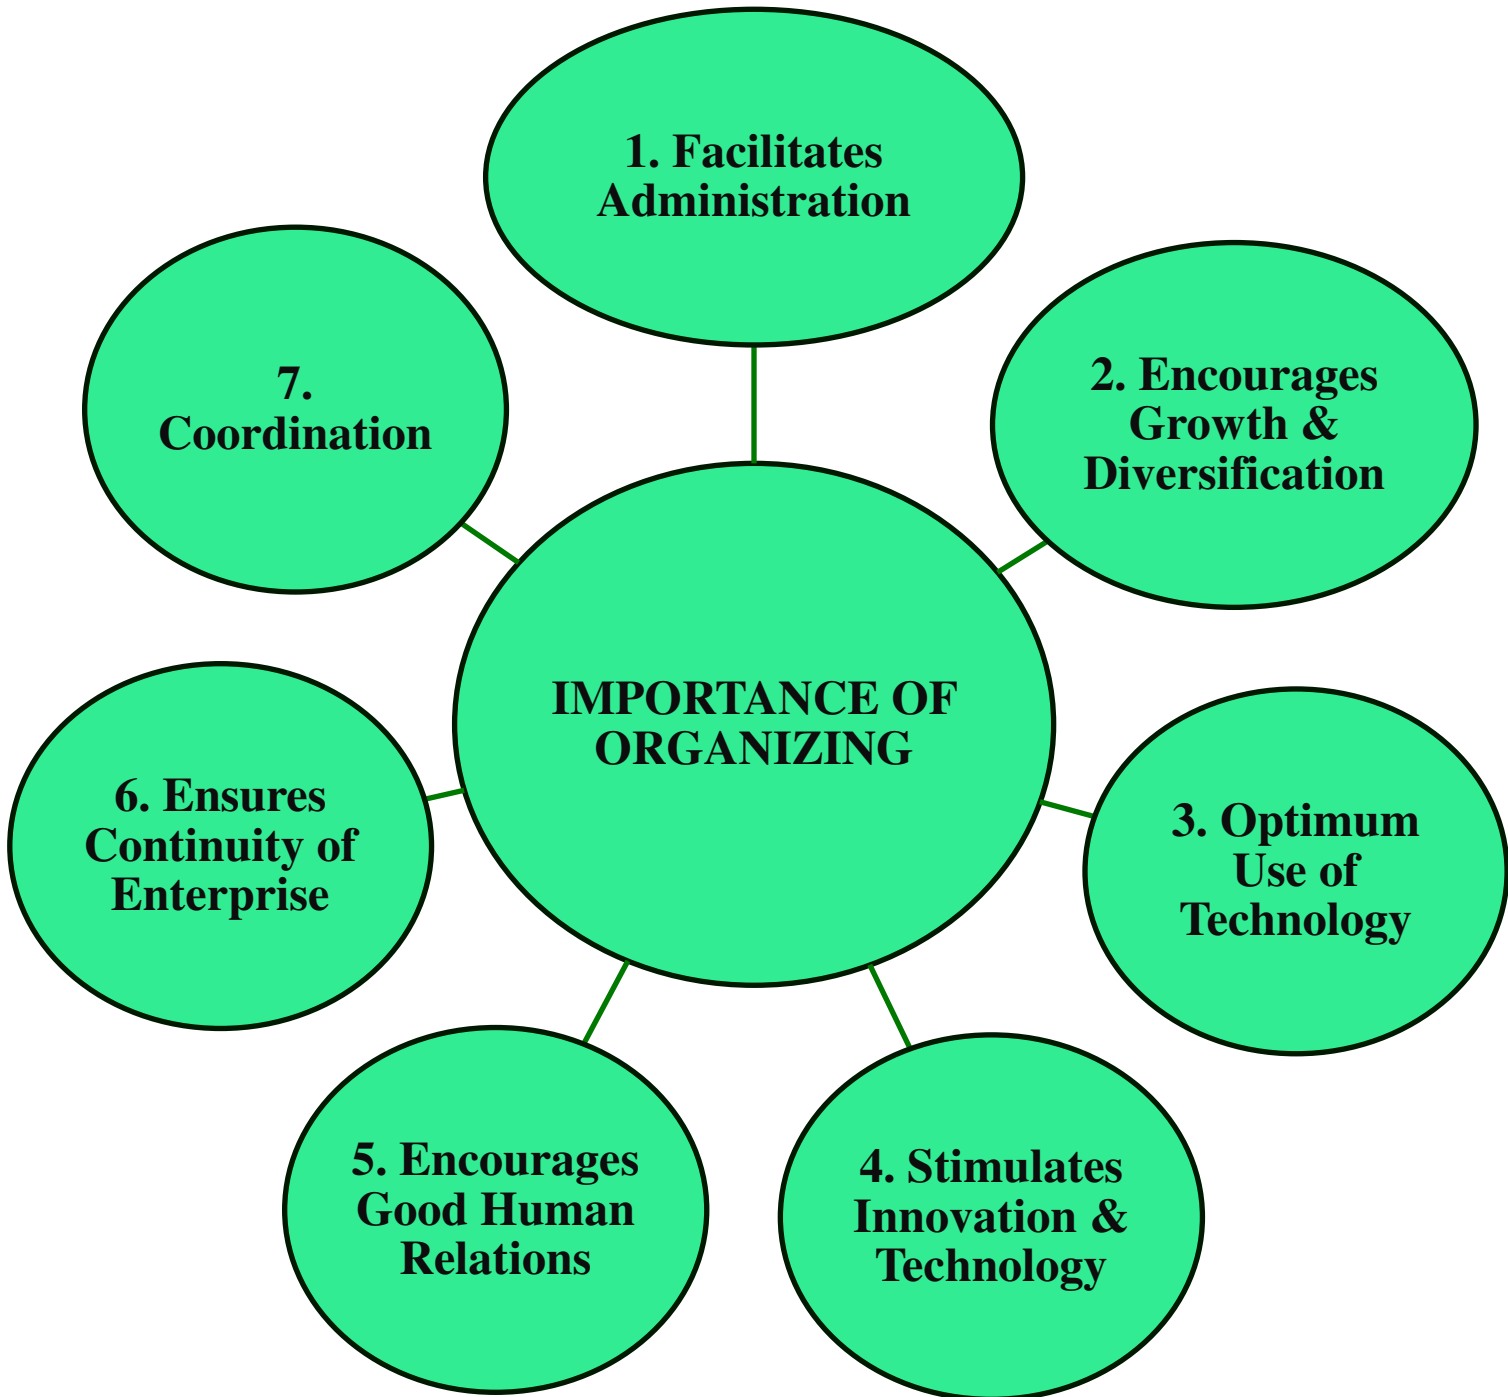 1. Facilitates
Administration
2. Encourages
Growth &
Diversification
3. Optimum
Use of
Technology
4. Stimulates
Innovation &
Technology
5. Encourages
Good Human
Relations
6. Ensures
Continuity of
Enterprise
7.
Coordination
IMPORTANCE OF
ORGANIZING